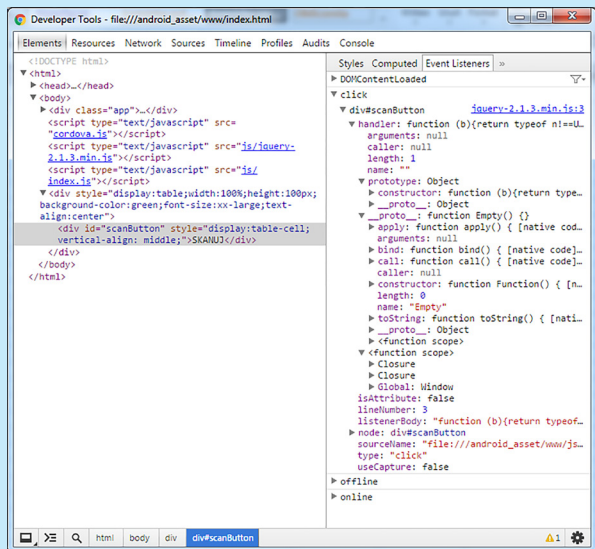 Developer Tools - file:///android_asset/www/index.html
Elements Resources Network Sources Timeline Profiles Audits Console
<!DOCTYPE html>
<html>
<head>…</head>
<body>
<div class="app">…</div>
<script type="text/javascript" src=
"cordova.js"></script>
<script type="text/javascript" src="js/jquery-
2.1.3.min.js"></script>
<script type="text/javascript" src="js/
index.js"></script>
<div style="display:table;width:100%;height:100px;
background-color:green;font-size:xx-large;text-
align:center">
<div id="scanButton" style="display:table-cell;
vertical-align: middle;">SKANUJ</div>
</div>
</body>
</html>
Styles Computed Event Listeners »
DOMContentLoaded
click
div#scanButton jquery-2.1.3.min.js:3
handler: function (b){return typeof n!==U…
arguments: null
caller: null
length: 1
name: ""
prototype: Object
constructor: function (b){return type…
__proto__: Object
__proto__: function Empty() {}
apply: function apply() { [native cod…
arguments: null
bind: function bind() { [native code…
call: function call() { [native code…
caller: null
constructor: function Function() { [n…
length: 0
name: "Empty"
toString: function toString() { [nati…
__proto__: Object
<function scope>
<function scope>
Closure
Closure
Global: Window
isAttribute: false
lineNumber: 3
listenerBody: "function (b){return typeof…
node: div#scanButton
sourceName: "file:///android_asset/www/js…
type: "click"
useCapture: false
offline
online
html body div div#scanButton
1